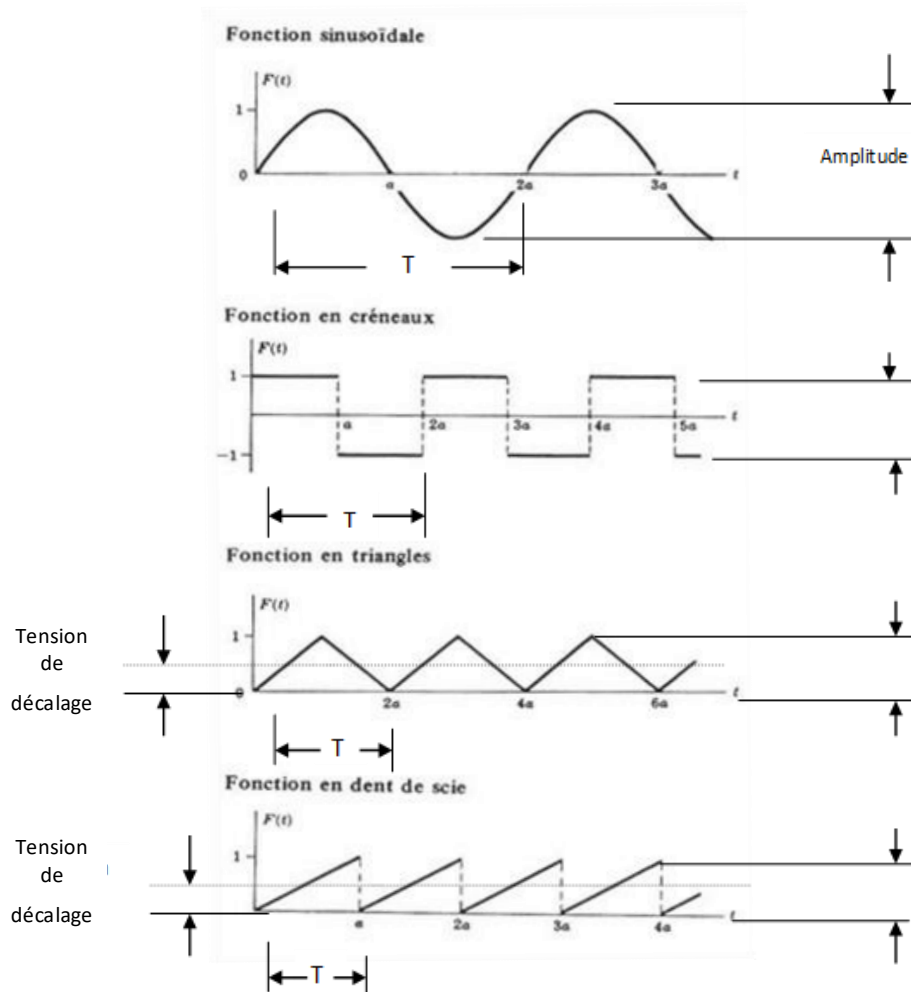 Fonction sinusoïdale
F(t)
1
0
a
2a
3a
t
Amplitude
T
Fonction en créneaux
F(t)
1
a
2a
3a
4a
5a
t
−1
T
Fonction en triangles
F(t)
1
Tension
de
décalage
0
2a
4a
6a
t
T
Fonction en dent de scie
F(t)
1
Tension
de
décalage
a
2a
3a
4a
t
T